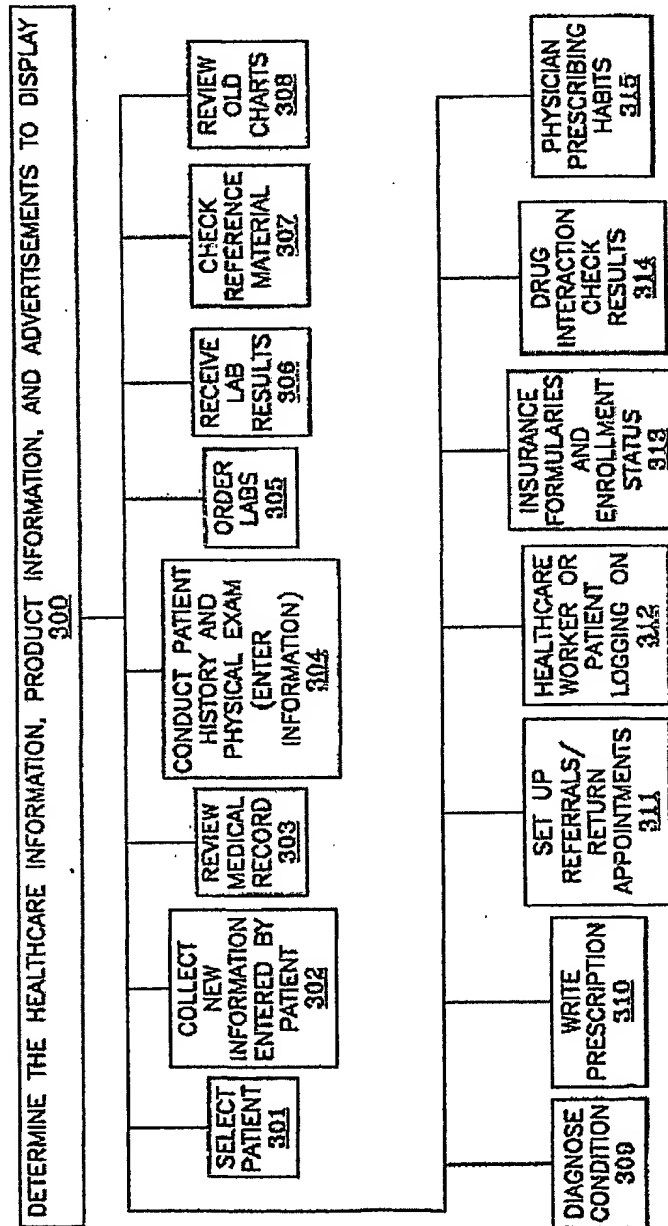 DETERMINE THE HEALTHCARE INFORMATION, PRODUCT INFORMATION, AND ADVERTISEMENTS TO DISPLAY
300
SELECT
PATIENT
301
COLLECT
NEW
INFORMATION
ENTERED BY
PATIENT
302
REVIEW
MEDICAL
RECORD
303
CONDUCT PATIENT
HISTORY AND
PHYSICAL EXAM
(ENTER
INFORMATION)
304
ORDER
LABS
305
RECEIVE
LAB
RESULTS
306
CHECK
REFERENCE
MATERIAL
307
REVIEW
OLD
CHARTS
308
DIAGNOSE
CONDITION
309
WRITE
PRESCRIPTION
310
SET UP
REFERRALS/
RETURN
APPOINTMENTS
311
HEALTHCARE
WORKER OR
PATIENT
LOGGING ON
312
INSURANCE
FORMULARIES
AND
ENROLLMENT
STATUS
313
DRUG
INTERACTION
CHECK
RESULTS
314
PHYSICIAN
PRESCRIBING
HABITS
315